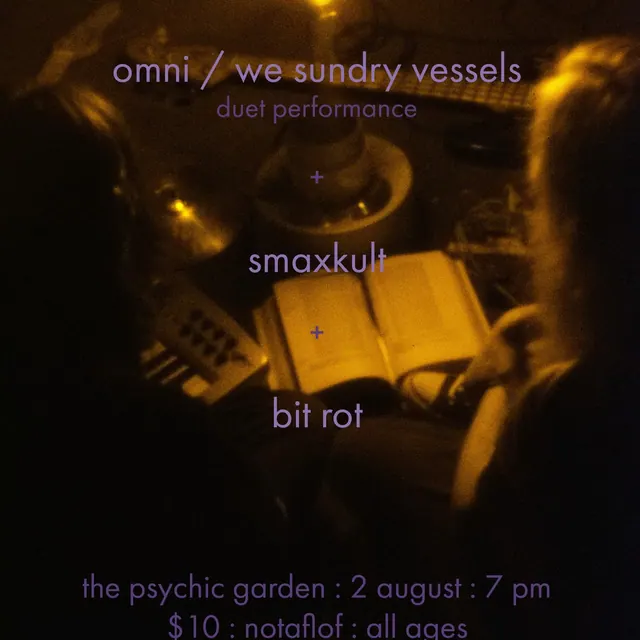 omni / we sundry vessels
duet performance
+
smaxkult
+
bit rot
the psychic garden : 2 august : 7 pm
$10 : notaflof : all ages